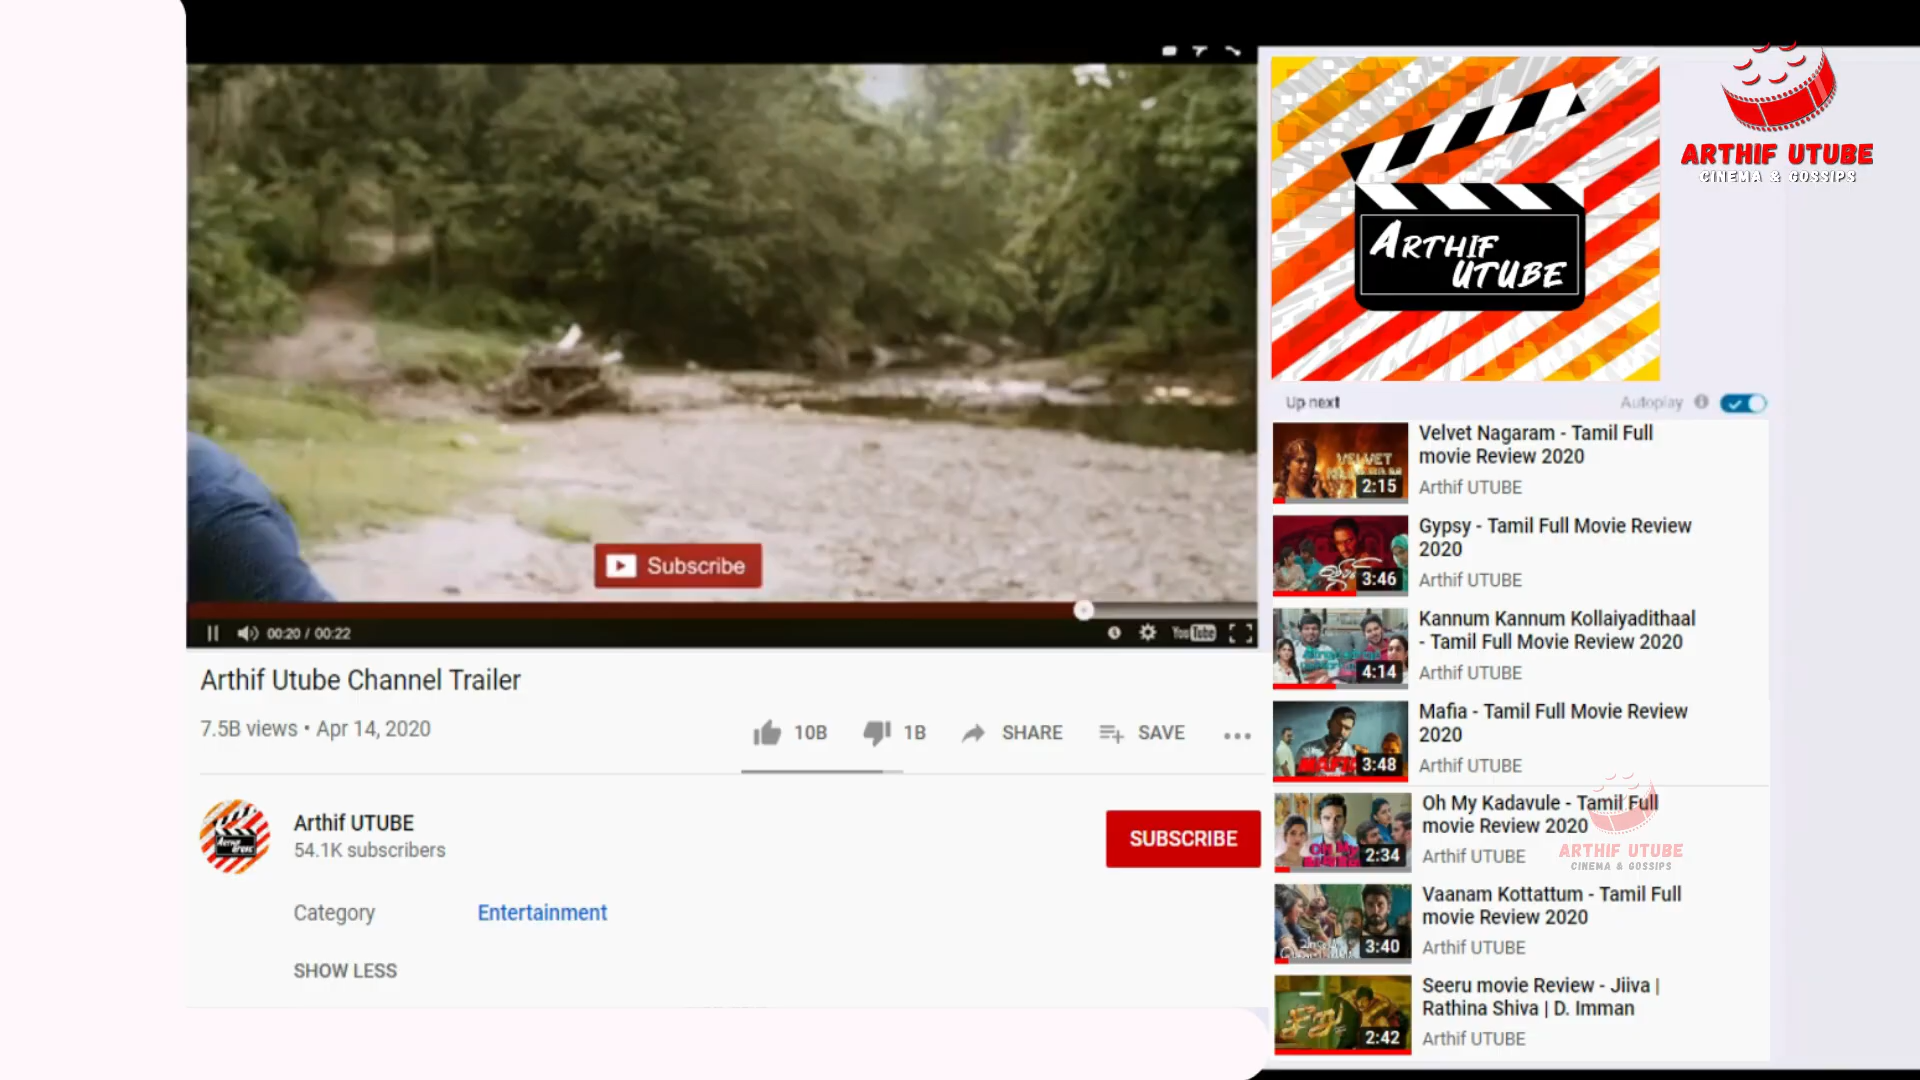 Subscribe
00:20 / 00:22
You Tube
Arthif Utube Channel Trailer
7.5B views • Apr 14, 2020
10B
1B
SHARE
SAVE
Arthif UTUBE
54.1K subscribers
SUBSCRIBE
Category
Entertainment
SHOW LESS
ARTHIF
UTUBE
ARTHIF UTUBE
CINEMA & GOSSIPS
Up next
Autoplay
VELVET
2:15
Velvet Nagaram - Tamil Full
movie Review 2020
Arthif UTUBE
3:46
Gypsy - Tamil Full Movie Review
2020
Arthif UTUBE
4:14
Kannum Kannum Kollaiyadithaal
- Tamil Full Movie Review 2020
Arthif UTUBE
MAFIA
3:48
Mafia - Tamil Full Movie Review
2020
Arthif UTUBE
OH MY
2:34
Oh My Kadavule - Tamil Full
movie Review 2020
Arthif UTUBE
ARTHIF UTUBE
CINEMA & GOSSIPS
3:40
Vaanam Kottattum - Tamil Full
movie Review 2020
Arthif UTUBE
2:42
Seeru movie Review - Jiiva |
Rathina Shiva | D. Imman
Arthif UTUBE